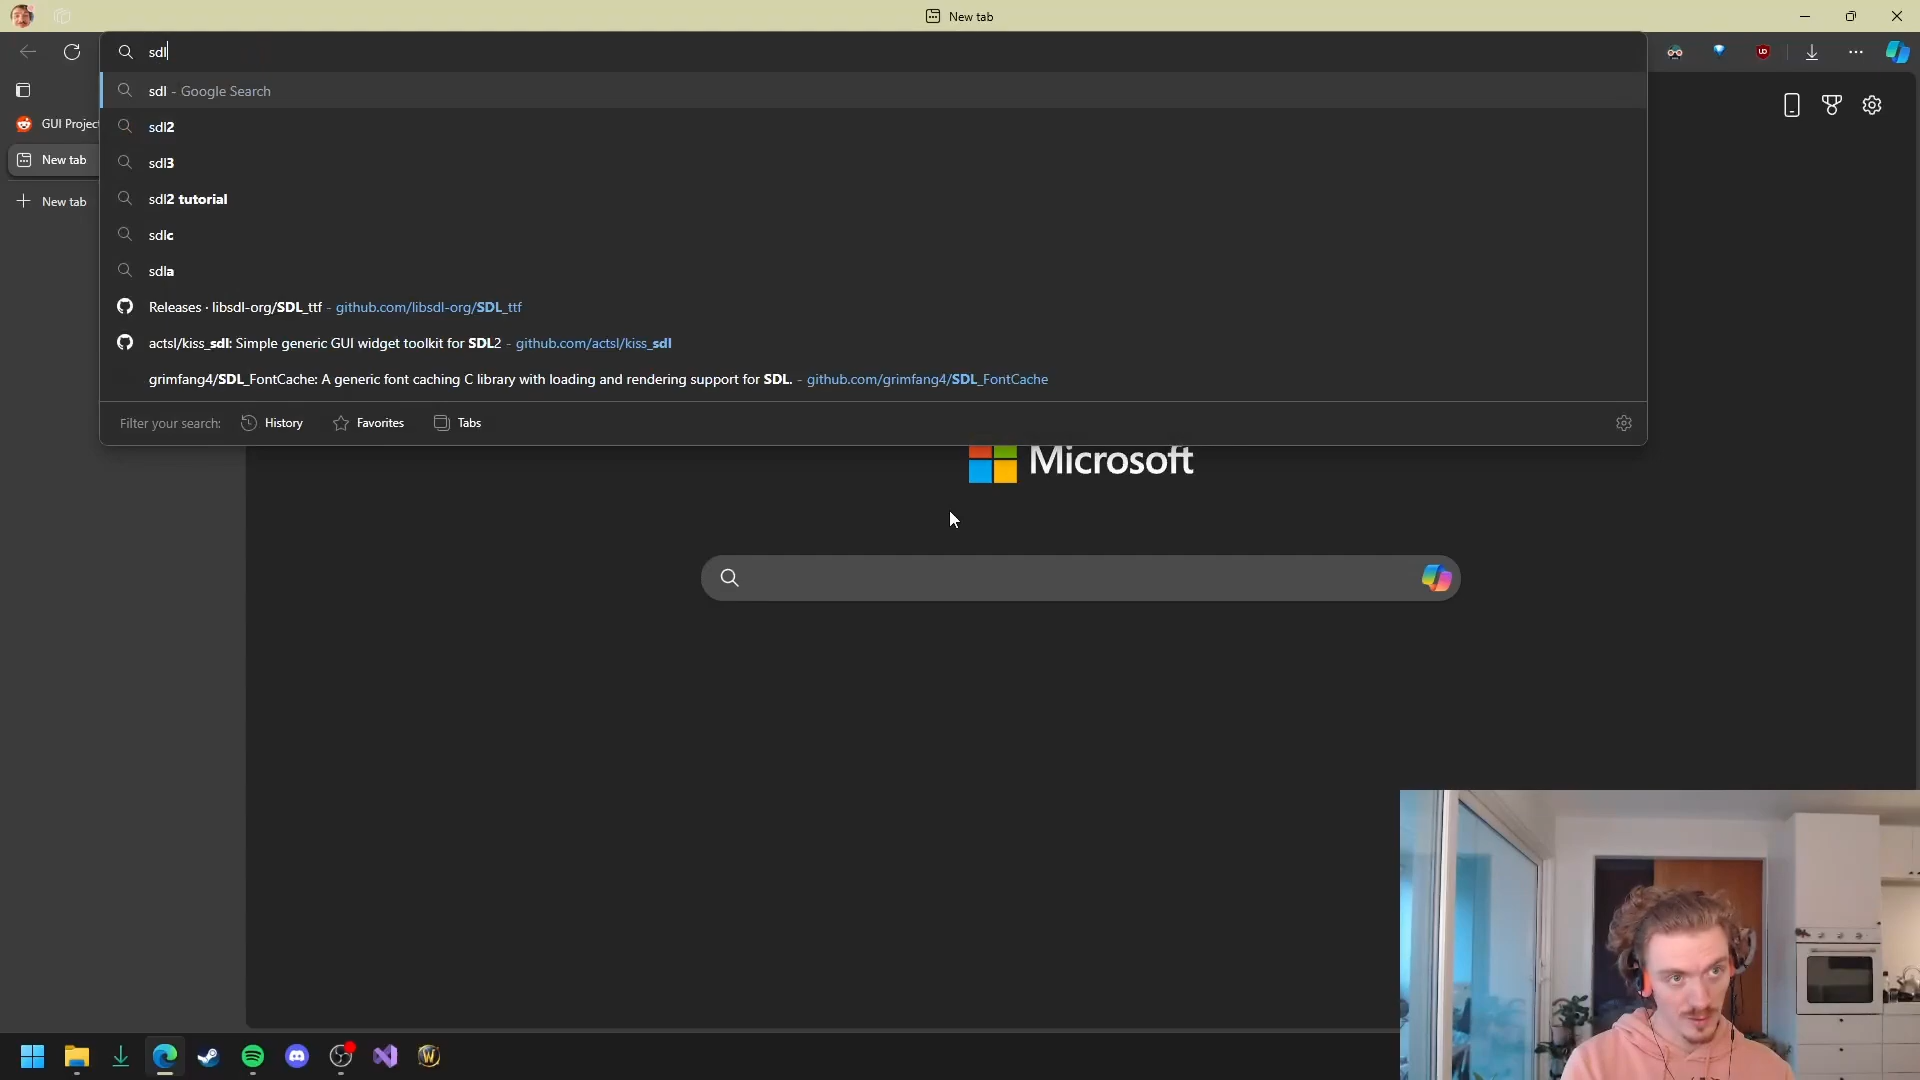 New tab
sdl
sdl - Google Search
GUI Projec
sdl2
New tab
sdl3
New tab
sdl2 tutorial
sdlc
sdla
Releases · libsdl-org/SDL_ttf - github.com/libsdl-org/SDL_ttf
actsl/kiss_sdl: Simple generic GUI widget toolkit for SDL2 - github.com/actsl/kiss_sdl
grimfang4/SDL_FontCache: A generic font caching C library with loading and rendering support for SDL. - github.com/grimfang4/SDL_FontCache
Filter your search: History Favorites Tabs
Microsoft